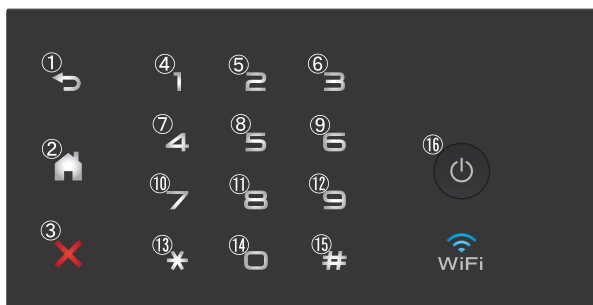 ① ④ 1 ⑤ 2 ⑥ 3
⑦ 4 ⑧ 5 ⑨ 6
② ⑯
⑩ 7 ⑪ 8 ⑫ 9
③ ⑬ * ⑭ 0 ⑮ #
WiFi